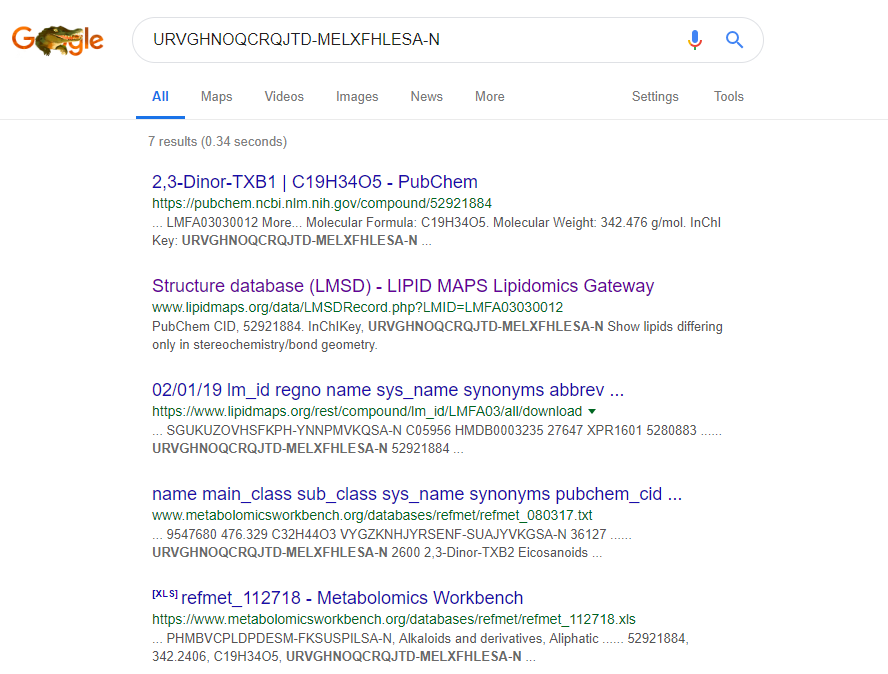 Google
URVGHNOQCRQJTD-MELXFHLESA-N
All Maps Videos Images News More Settings Tools
7 results (0.34 seconds)
2,3-Dinor-TXB1 | C19H34O5 - PubChem
https://pubchem.ncbi.nlm.nih.gov/compound/52921884
... LMFA03030012 More... Molecular Formula: C19H34O5. Molecular Weight: 342.476 g/mol. InChI
Key: URVGHNOQCRQJTD-MELXFHLESA-N ...
Structure database (LMSD) - LIPID MAPS Lipidomics Gateway
www.lipidmaps.org/data/LMSDRecord.php?LMID=LMFA03030012
PubChem CID, 52921884. InChIKey, URVGHNOQCRQJTD-MELXFHLESA-N Show lipids differing
only in stereochemistry/bond geometry.
02/01/19 lm_id regno name sys_name synonyms abbrev ...
https://www.lipidmaps.org/rest/compound/lm_id/LMFA03/all/download
... SGUKUZOVHSFKPH-YNNPMVKQSA-N C05956 HMDB0003235 27647 XPR1601 5280883 ......
URVGHNOQCRQJTD-MELXFHLESA-N 52921884 ...
name main_class sub_class sys_name synonyms pubchem_cid ...
www.metabolomicsworkbench.org/databases/refmet/refmet_080317.txt
... 9547680 476.329 C32H44O3 VYGZKNHJYRSENF-SUAJYVKGSA-N 36127 ......
URVGHNOQCRQJTD-MELXFHLESA-N 2600 2,3-Dinor-TXB2 Eicosanoids ...
[XLS] refmet_112718 - Metabolomics Workbench
https://www.metabolomicsworkbench.org/databases/refmet/refmet_112718.xls
... PHMBVCPLDPDESM-FKSUSPILSA-N, Alkaloids and derivatives, Aliphatic ...... 52921884,
342.2406, C19H34O5, URVGHNOQCRQJTD-MELXFHLESA-N ...